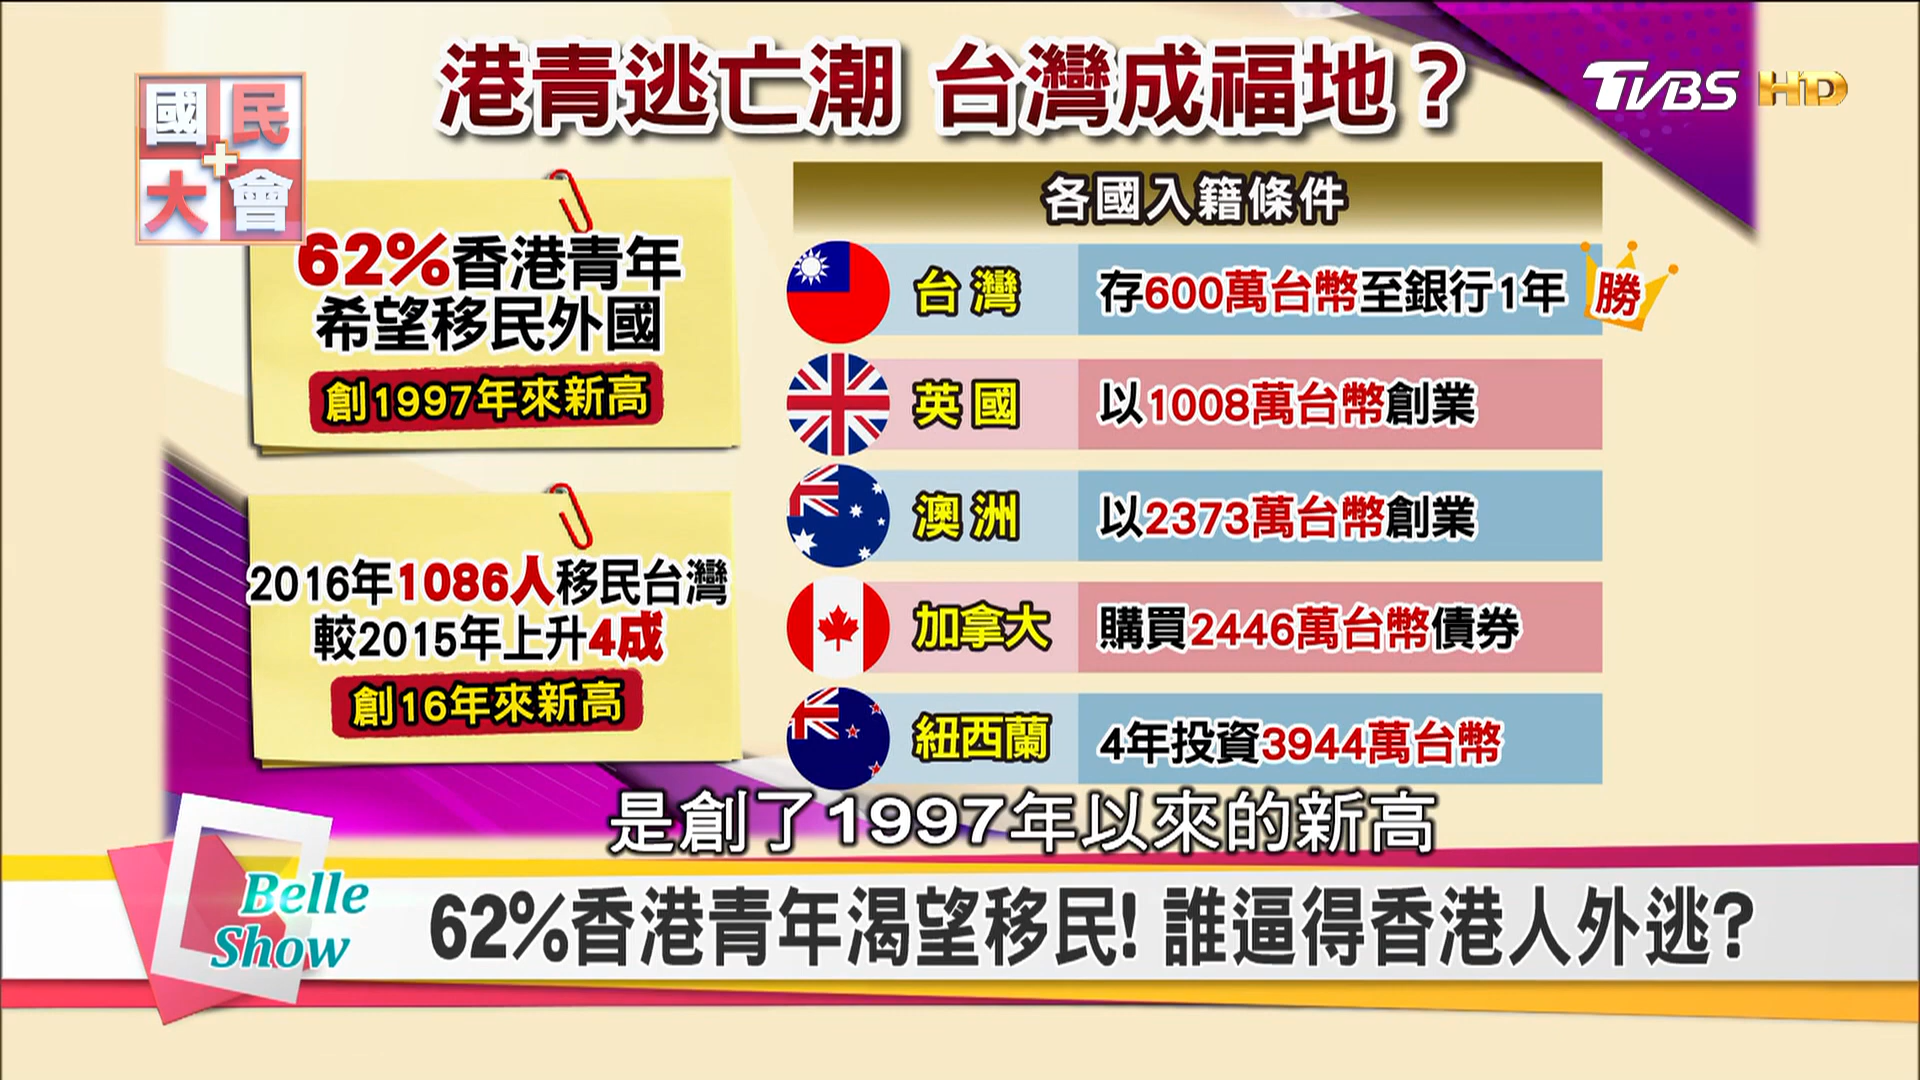 港青逃亡潮 台灣成福地？
TVBS HD
國民
大會
62%香港青年
希望移民外國
創1997年來新高
2016年1086人移民台灣
較2015年上升4成
創16年來新高
各國入籍條件
台灣 存600萬台幣至銀行1年 勝
英國 以1008萬台幣創業
澳洲 以2373萬台幣創業
加拿大 購買2446萬台幣債券
紐西蘭 4年投資3944萬台幣
是創了1997年以來的新高
Belle
Show
62%香港青年渴望移民! 誰逼得香港人外逃?